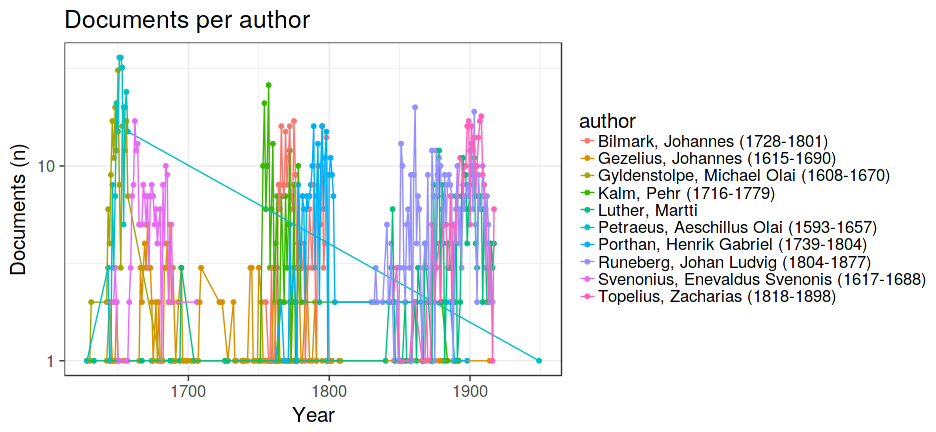 Documents per author
Documents (n)
10
1
1700
1800
1900
Year
author
Bilmark, Johannes (1728-1801)
Gezelius, Johannes (1615-1690)
Gyldenstolpe, Michael Olai (1608-1670)
Kalm, Pehr (1716-1779)
Luther, Martti
Petraeus, Aeschillus Olai (1593-1657)
Porthan, Henrik Gabriel (1739-1804)
Runeberg, Johan Ludvig (1804-1877)
Svenonius, Enevaldus Svenonis (1617-1688)
Topelius, Zacharias (1818-1898)